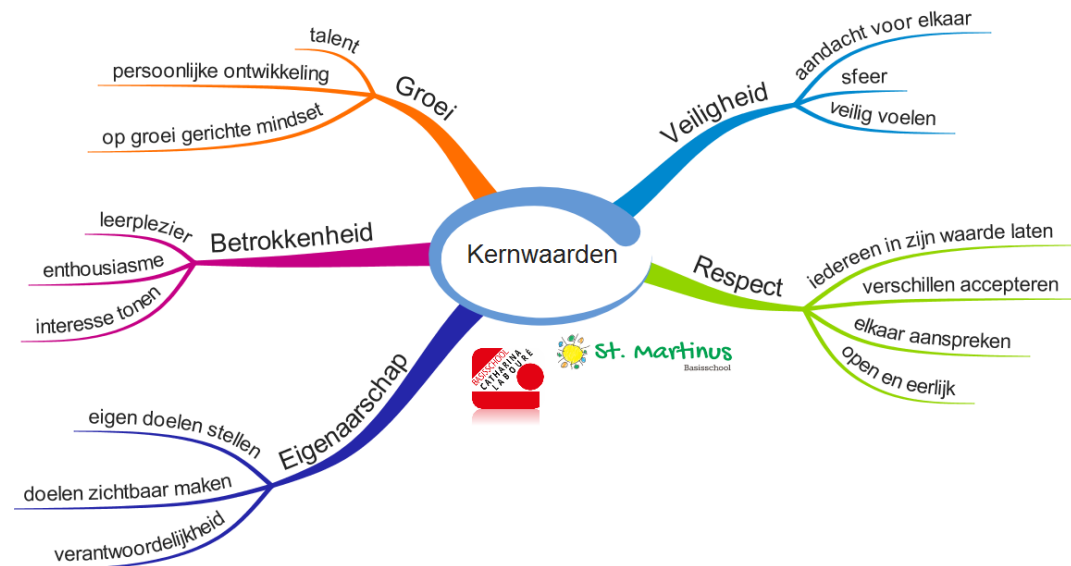 Kernwaarden
Groei
talent
persoonlijke ontwikkeling
op groei gerichte mindset
Veiligheid
aandacht voor elkaar
sfeer
veilig voelen
Betrokkenheid
leerplezier
enthousiasme
interesse tonen
Respect
iedereen in zijn waarde laten
verschillen accepteren
elkaar aanspreken
open en eerlijk
Eigenaarschap
eigen doelen stellen
doelen zichtbaar maken
verantwoordelijkheid
BASISSCHOOL
CATHARINA
LABOURÉ
St. Martinus
Basisschool